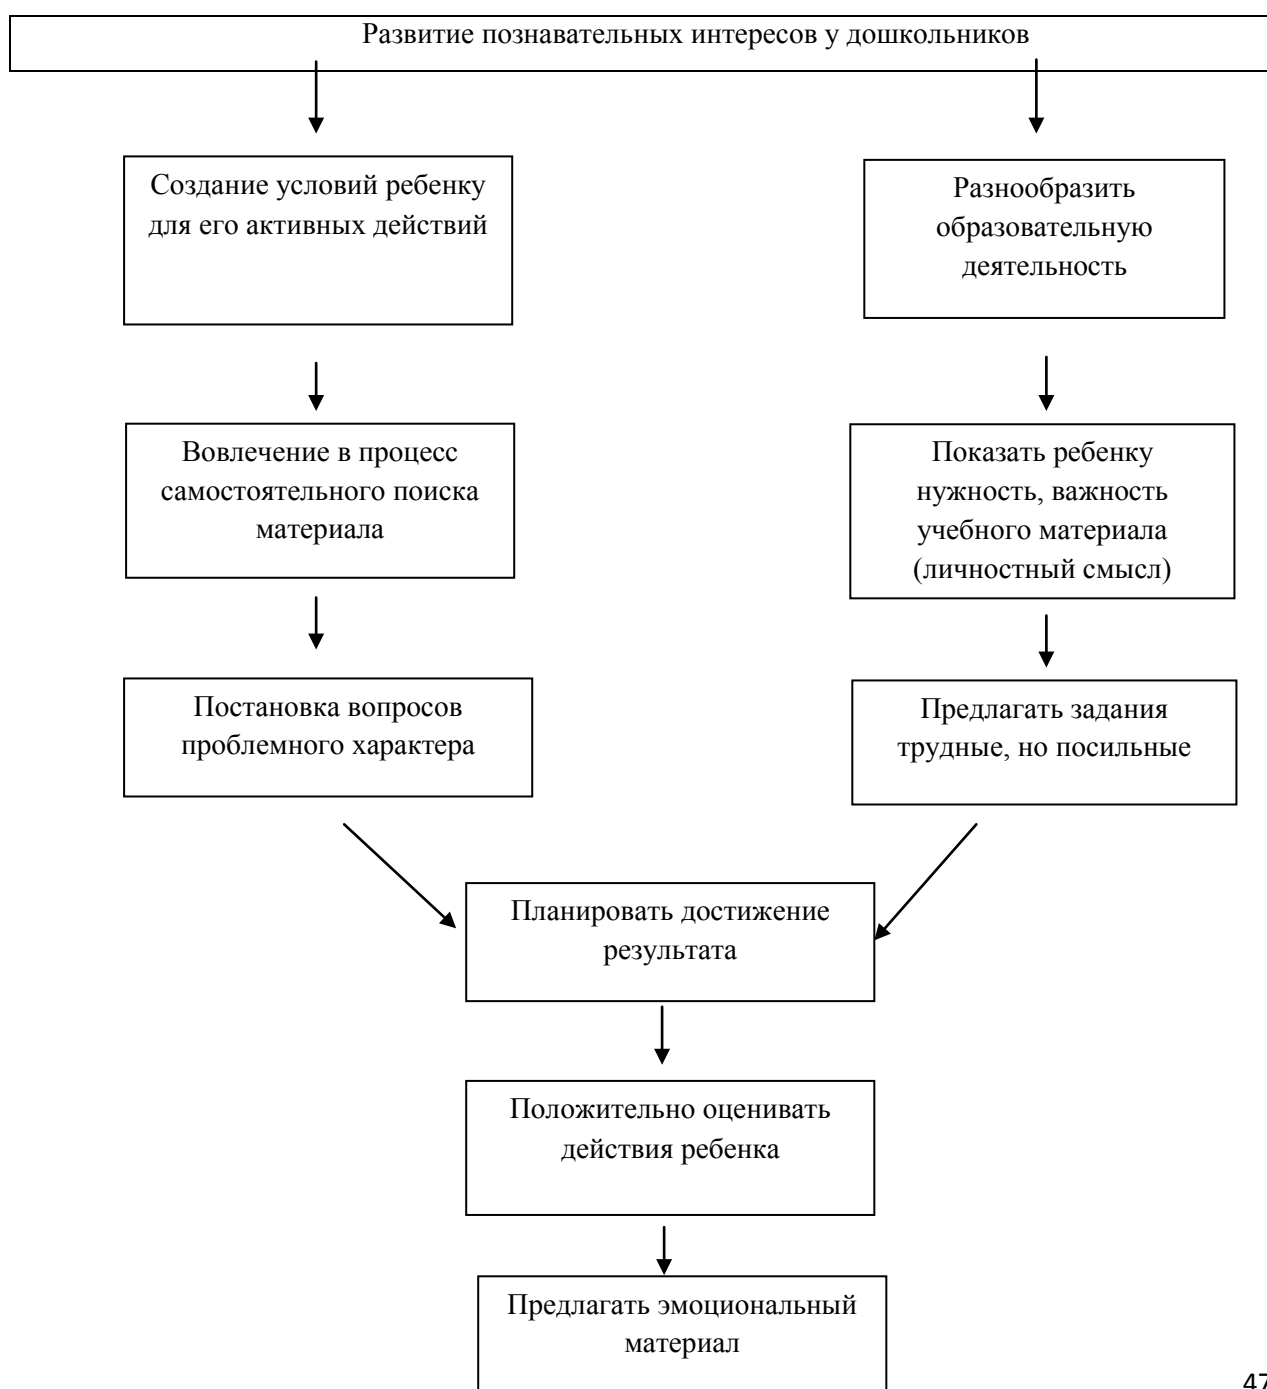 Развитие познавательных интересов у дошкольников
Создание условий ребенку
для его активных действий
Разнообразить
образовательную
деятельность
Вовлечение в процесс
самостоятельного поиска
материала
Показать ребенку
нужность, важность
учебного материала
(личностный смысл)
Постановка вопросов
проблемного характера
Предлагать задания
трудные, но посильные
Планировать достижение
результата
Положительно оценивать
действия ребенка
Предлагать эмоциональный
материал
47